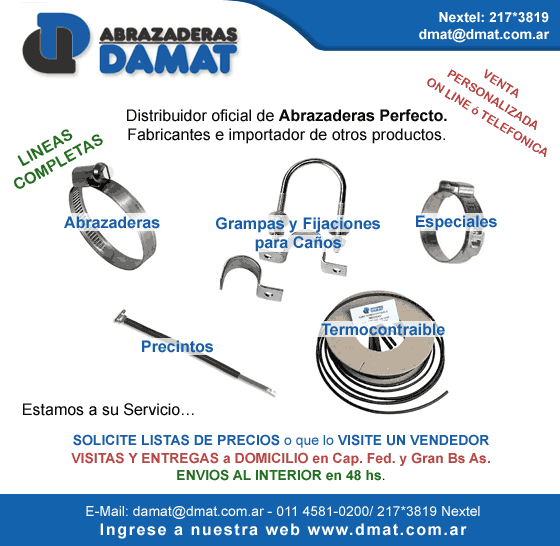 ABRAZADERAS
DAMAT
Nextel: 217*3819
dmat@dmat.com.ar
VENTA
PERSONALIZADA
ON LINE ó TELEFONICA
Distribuidor oficial de Abrazaderas Perfecto.
Fabricantes e importador de otros productos.
LINEAS
COMPLETAS
Abrazaderas
Grampas y Fijaciones
para Caños
Especiales
DAMAT
Precintos
Termocontraible
Estamos a su Servicio...
SOLICITE LISTAS DE PRECIOS o que lo VISITE UN VENDEDOR
VISITAS Y ENTREGAS a DOMICILIO en Cap. Fed. y Gran Bs As.
ENVIOS AL INTERIOR en 48 hs.
E-Mail: damat@dmat.com.ar - 011 4581-0200/ 217*3819 Nextel
Ingrese a nuestra web www.dmat.com.ar